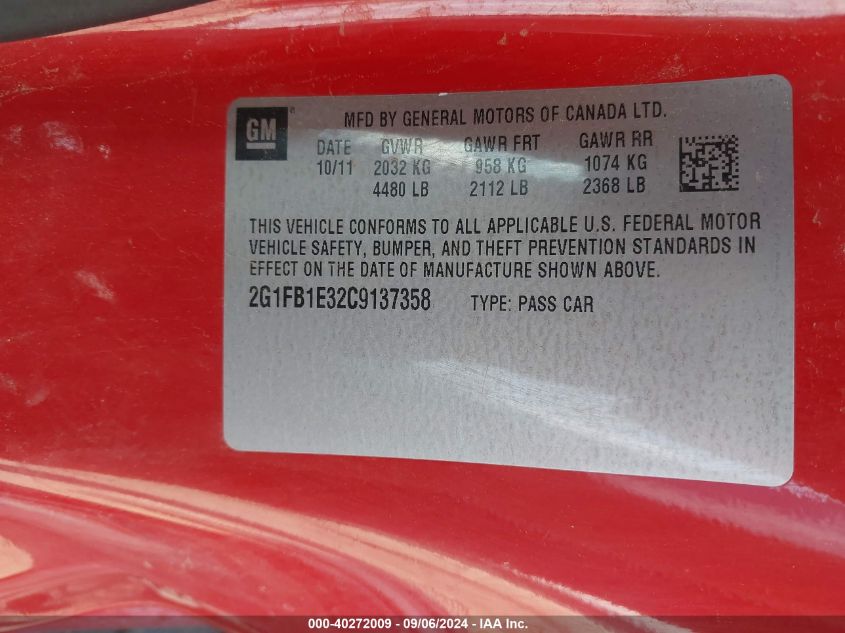 GM ®
MFD BY GENERAL MOTORS OF CANADA LTD.
DATE GVWR GAWR FRT GAWR RR
10/11 2032 KG 958 KG 1074 KG
4480 LB 2112 LB 2368 LB
THIS VEHICLE CONFORMS TO ALL APPLICABLE U.S. FEDERAL MOTOR
VEHICLE SAFETY, BUMPER, AND THEFT PREVENTION STANDARDS IN
EFFECT ON THE DATE OF MANUFACTURE SHOWN ABOVE.
2G1FB1E32C9137358 TYPE: PASS CAR
000-40272009 - 09/06/2024 - IAA Inc.